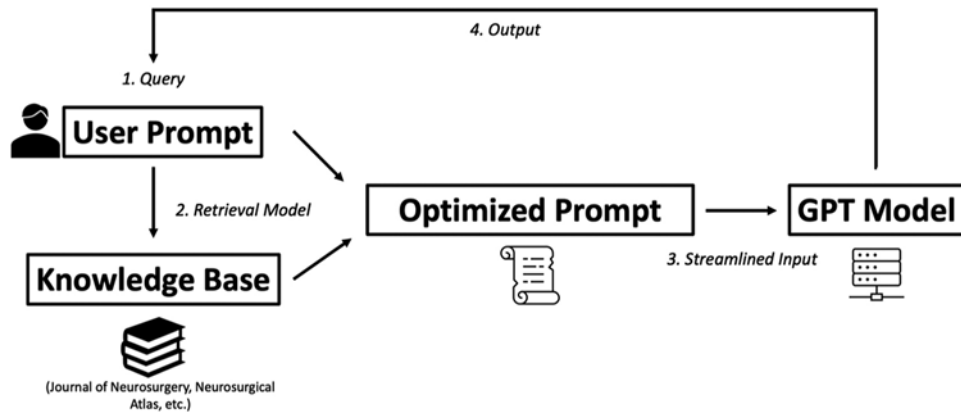 4. Output
1. Query
User Prompt
2. Retrieval Model
Optimized Prompt
GPT Model
3. Streamlined Input
Knowledge Base
(Journal of Neurosurgery, Neurosurgical
Atlas, etc.)